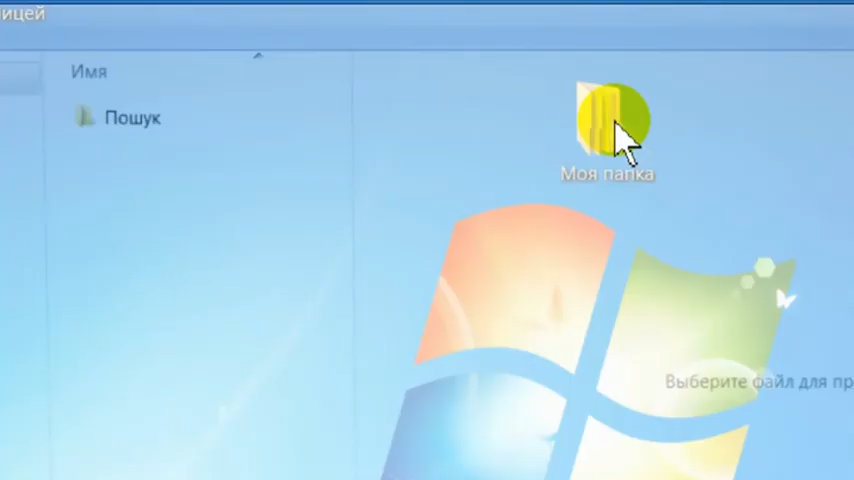 ицей
Имя
Пошук
Моя папка
Выберите файл для пр